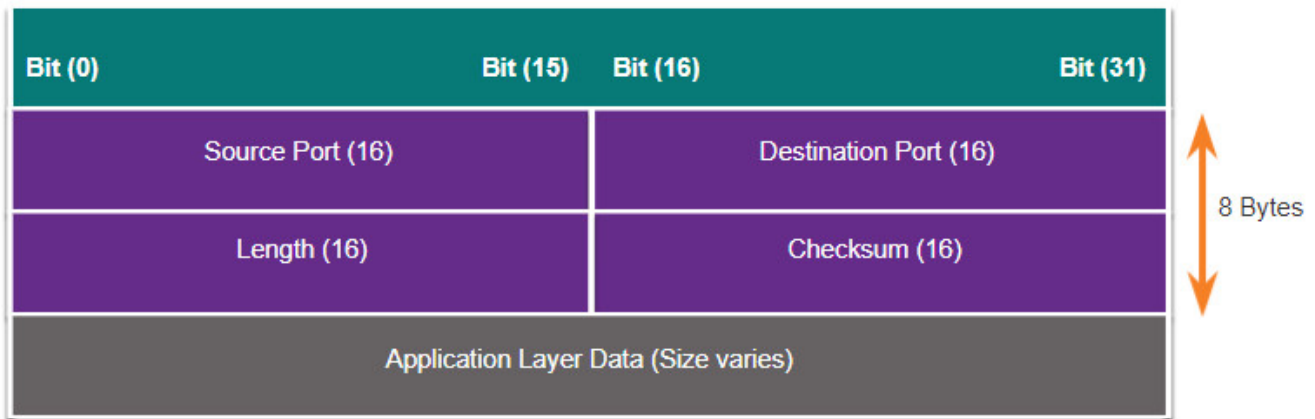 Bit (0) Bit (15) Bit (16) Bit (31)
Source Port (16) Destination Port (16)
8 Bytes
Length (16) Checksum (16)
Application Layer Data (Size varies)